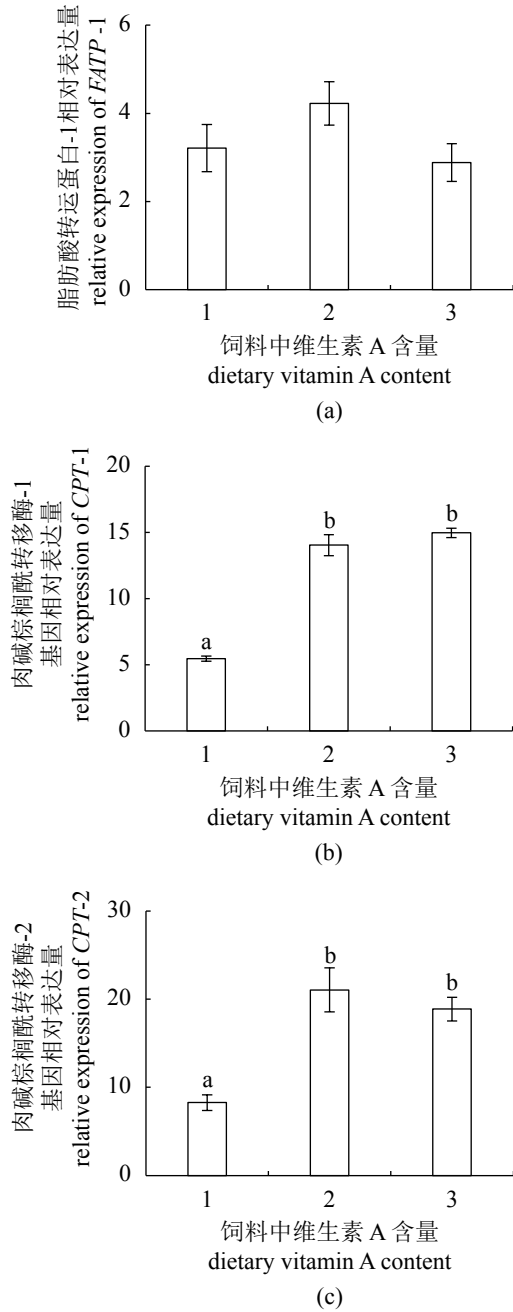 脂肪酸转运蛋白-1相对表达量
relative expression of FATP-1
8
6
4
2
0
1 2 3
饲料中维生素 A 含量
dietary vitamin A content
(a)
肉碱棕榈酰转移酶-1
基因相对表达量
relative expression of CPT-1
20
15
10
5
0
a b b
1 2 3
饲料中维生素 A 含量
dietary vitamin A content
(b)
肉碱棕榈酰转移酶-2
基因相对表达量
relative expression of CPT-2
30
20
10
0
a b b
1 2 3
饲料中维生素 A 含量
dietary vitamin A content
(c)